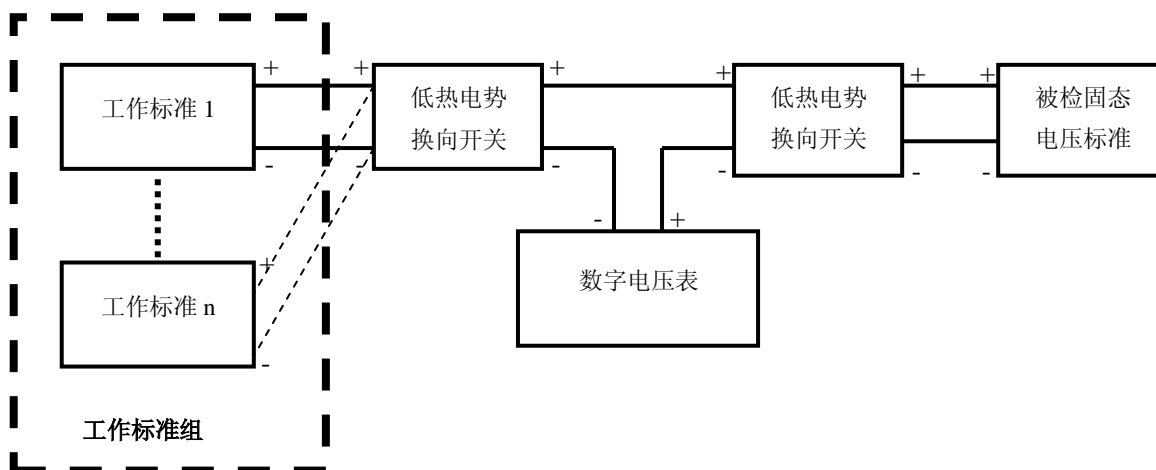 + + + + + +
工作标准 1
低热电势
换向开关
低热电势
换向开关
被检固态
电压标准
- - - - - -
- +
+
工作标准 n
-
数字电压表
工作标准组